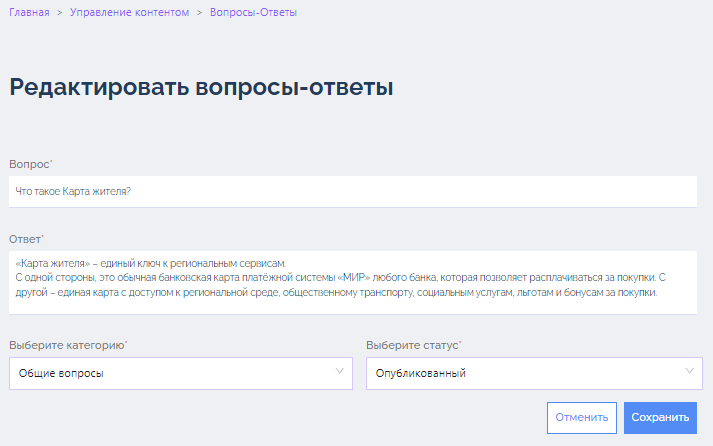 Главная > Управление контентом > Вопросы-Ответы
Редактировать вопросы-ответы
Вопрос*
Что такое Карта жителя?
Ответ*
«Карта жителя» – единый ключ к региональным сервисам.
С одной стороны, это обычная банковская карта платёжной системы «МИР» любого банка, которая позволяет расплачиваться за покупки. С
другой – единая карта с доступом к региональной среде, общественному транспорту, социальным услугам, льготам и бонусам за покупки.
Выберите категорию* Выберите статус*
Общие вопросы Опубликованный
Отменить Сохранить